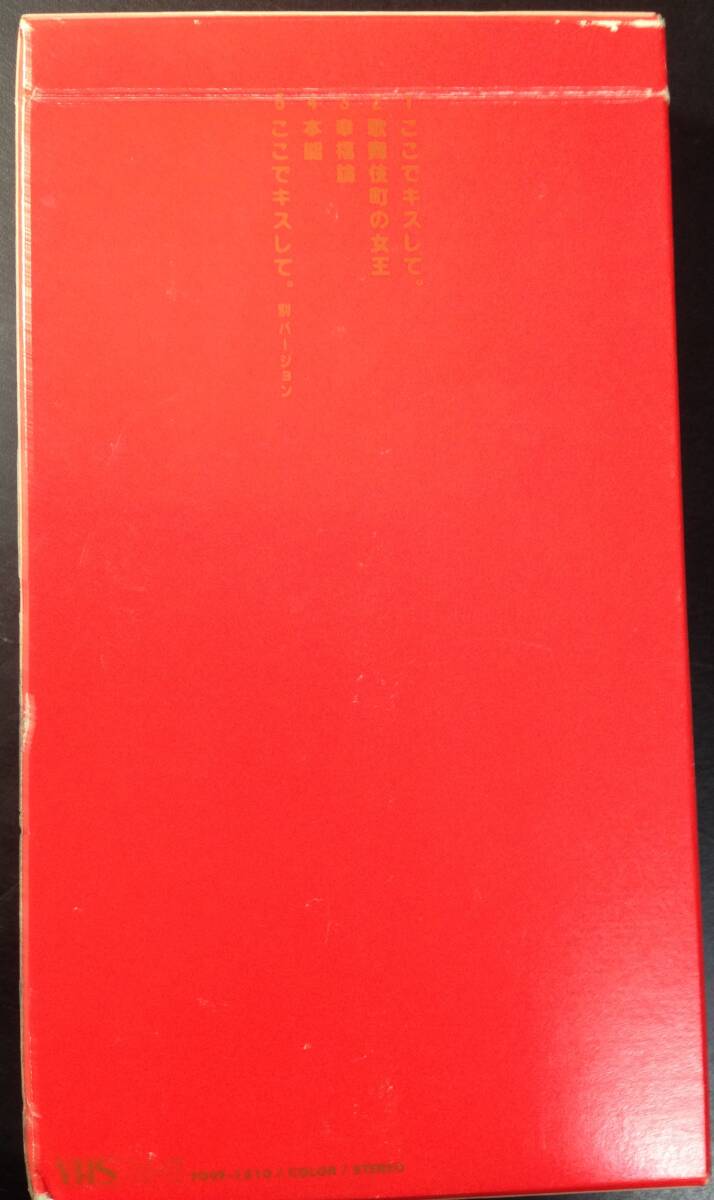 1 ここでキスして。
2 歌舞伎町の女王
3 幸福論
4 本能
5 ここでキスして。 別バージョン
VHS
/ COLOR / STEREO